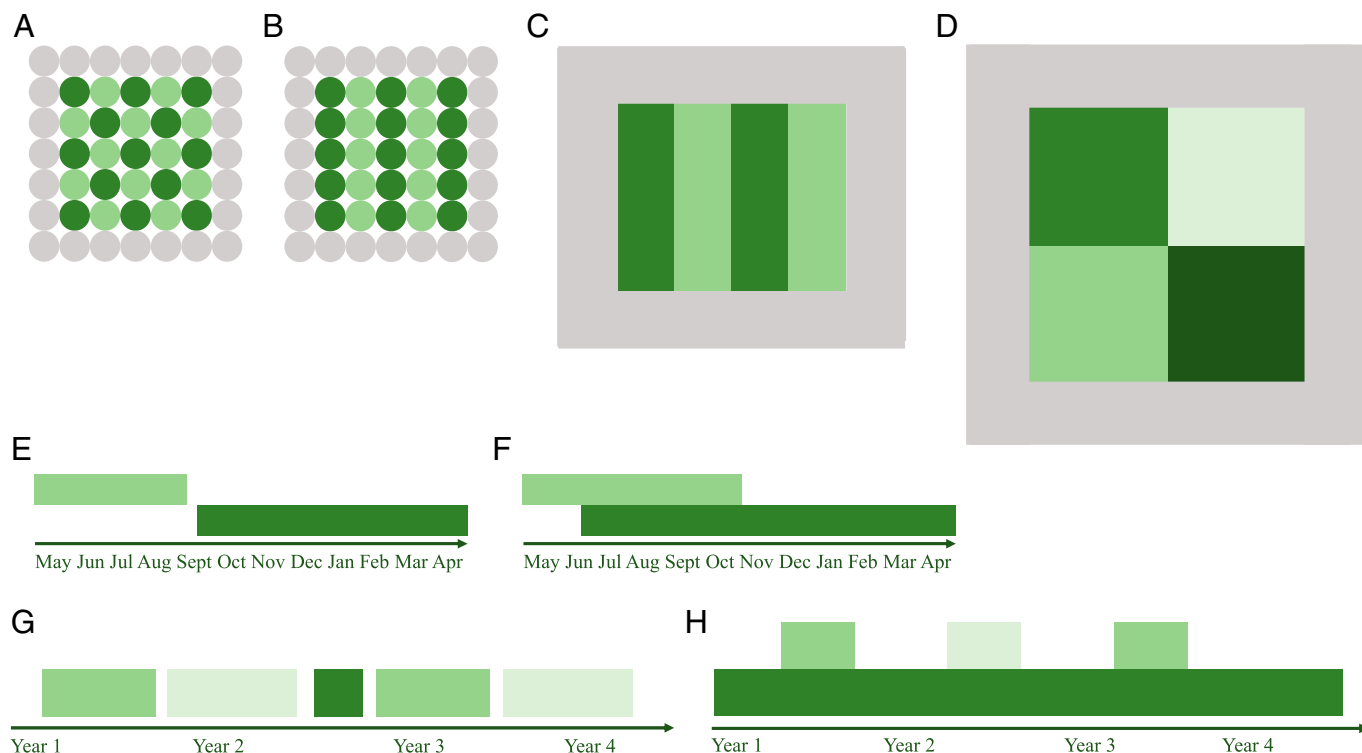 A
B
C
D
E
F
May Jun Jul Aug Sept Oct Nov Dec Jan Feb Mar Apr
May Jun Jul Aug Sept Oct Nov Dec Jan Feb Mar Apr
G
H
Year 1 Year 2 Year 3 Year 4
Year 1 Year 2 Year 3 Year 4